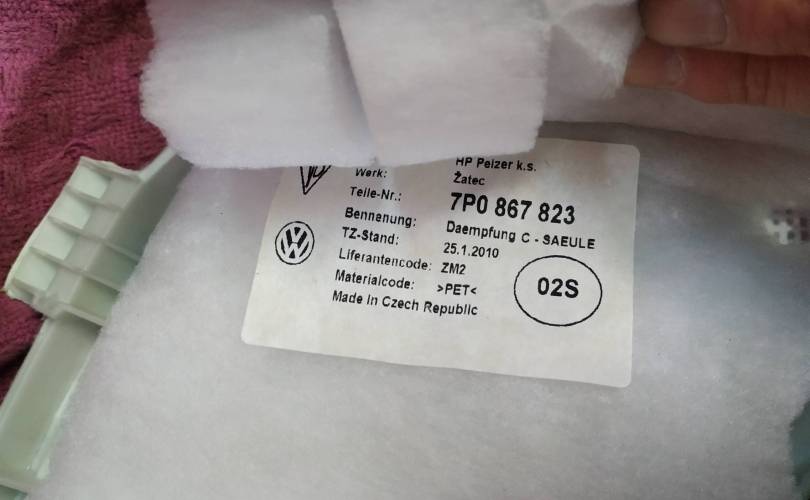 HP Pelzer k.s.
Werk: Žatec
Teile-Nr.: 7P0 867 823
Bennanung: Daempfung C - SAEULE
TZ-Stand: 25.1.2010
Liferantencode: ZM2
Materialcode: >PET<
Made in Czech Republic
02S